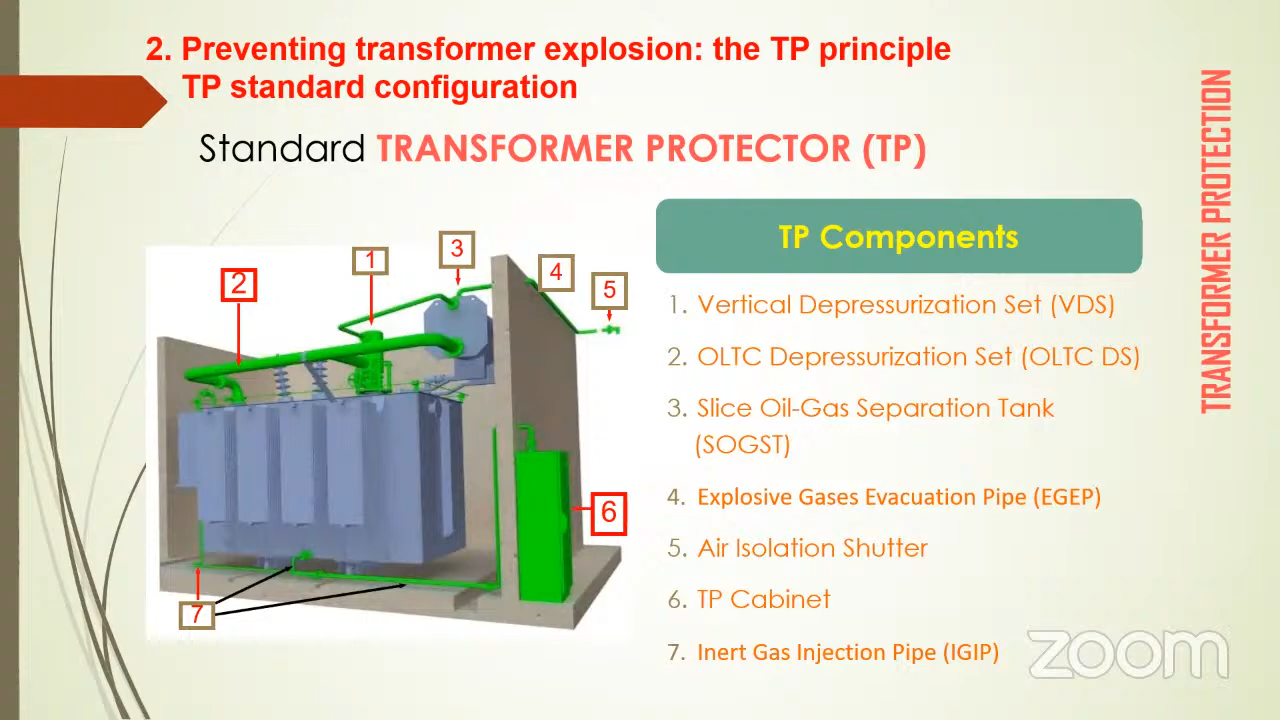 2. Preventing transformer explosion: the TP principle
TP standard configuration
Standard TRANSFORMER PROTECTOR (TP)
TRANSFORMER PROTECTION
TP Components
1. Vertical Depressurization Set (VDS)
2. OLTC Depressurization Set (OLTC DS)
3. Slice Oil-Gas Separation Tank
(SOGST)
4. Explosive Gases Evacuation Pipe (EGEP)
5. Air Isolation Shutter
6. TP Cabinet
7. Inert Gas Injection Pipe (IGIP)
1
2
3
4
5
6
7
zoom